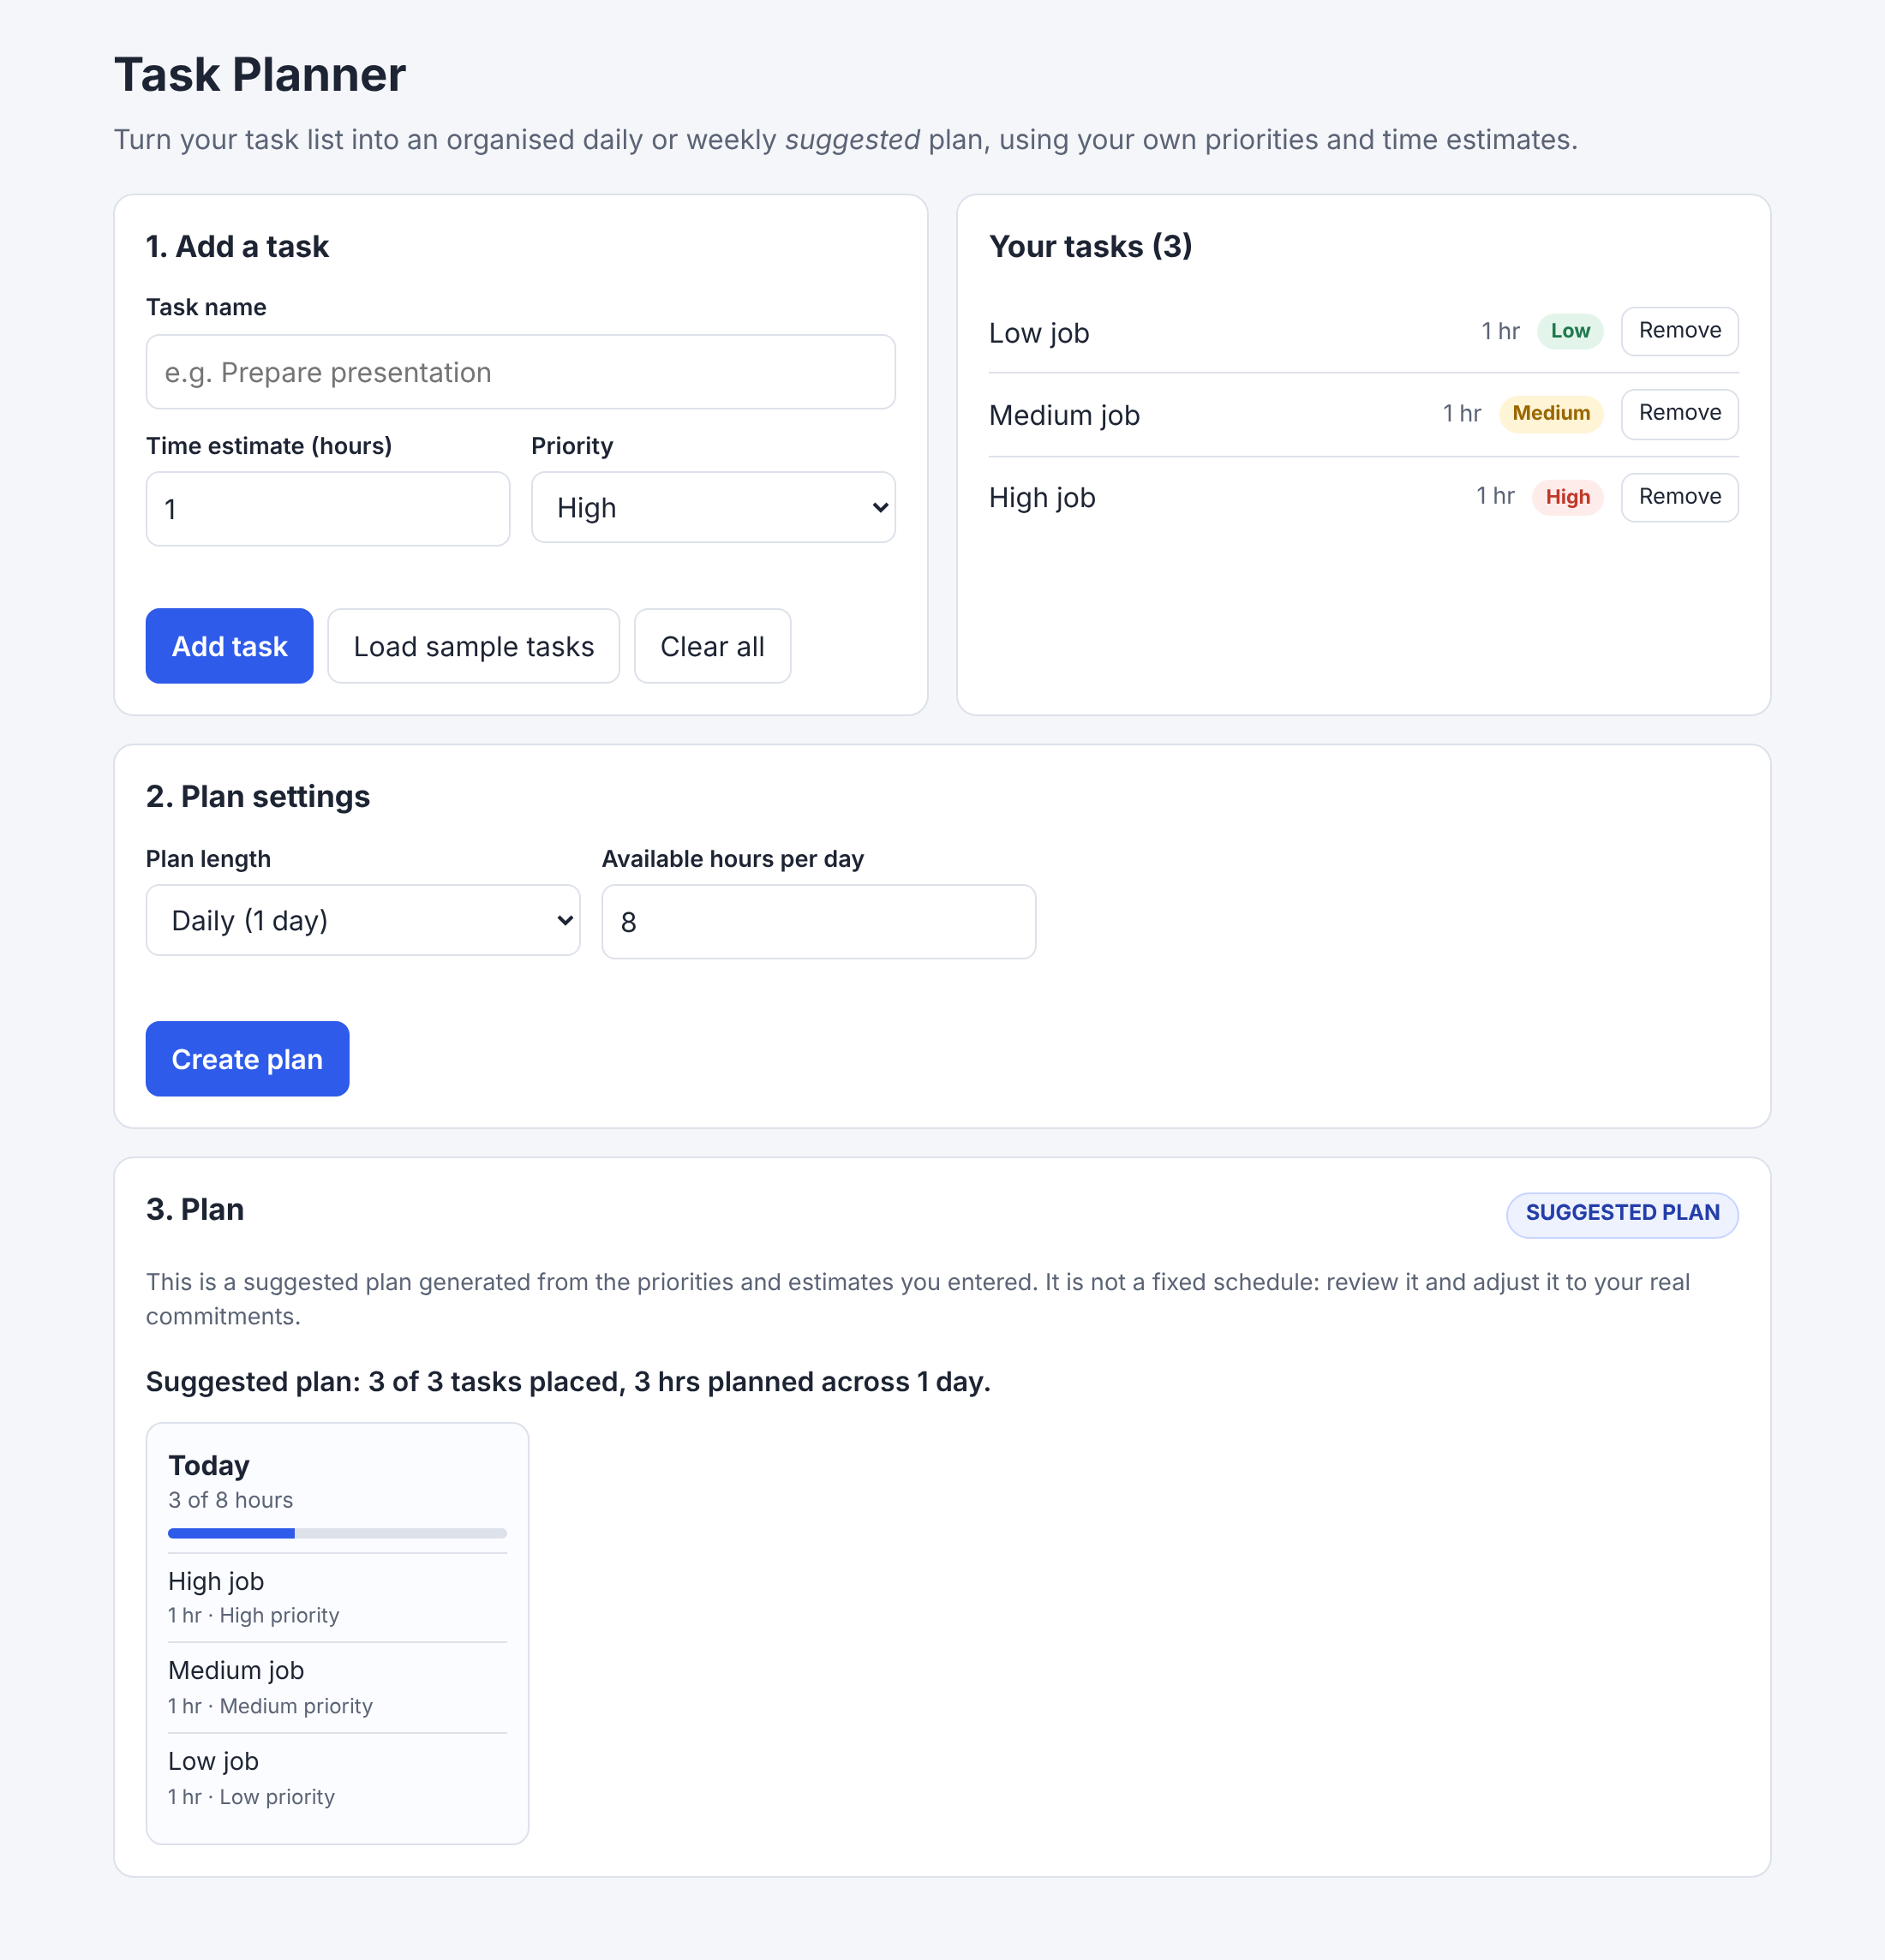 Task Planner
Turn your task list into an organised daily or weekly suggested plan, using your own priorities and time estimates.
1. Add a task
Task name
e.g. Prepare presentation
Time estimate (hours)
Priority
1
High
Add task
Load sample tasks
Clear all
Your tasks (3)
Low job
1 hr
Low
Remove
Medium job
1 hr
Medium
Remove
High job
1 hr
High
Remove
2. Plan settings
Plan length
Available hours per day
Daily (1 day)
8
Create plan
3. Plan
SUGGESTED PLAN
This is a suggested plan generated from the priorities and estimates you entered. It is not a fixed schedule: review it and adjust it to your real
commitments.
Suggested plan: 3 of 3 tasks placed, 3 hrs planned across 1 day.
Today
3 of 8 hours
High job
1 hr · High priority
Medium job
1 hr · Medium priority
Low job
1 hr · Low priority